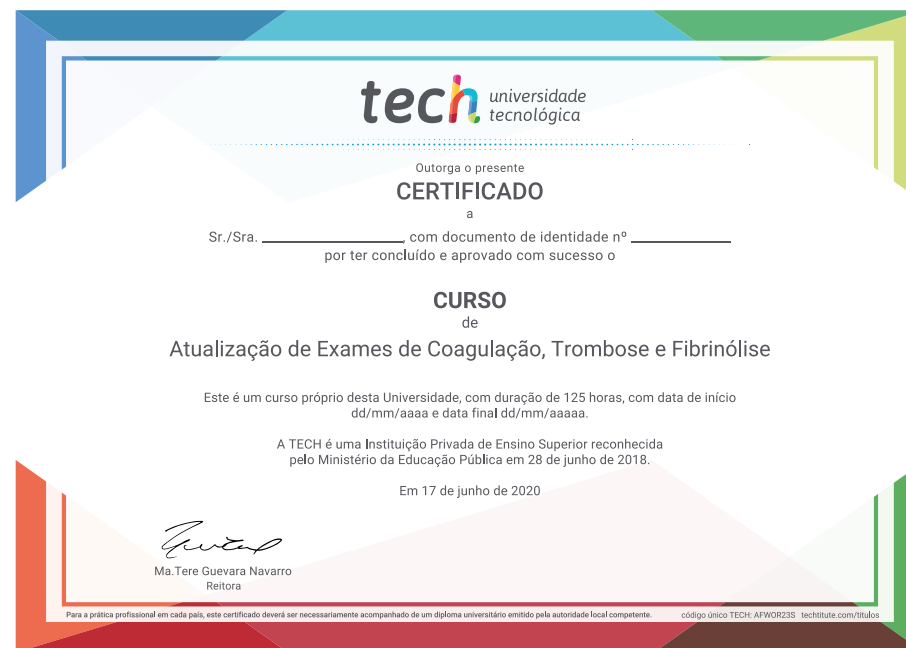 tech universidade
tecnológica
Outorga o presente
CERTIFICADO
a
Sr./Sra. ____________, com documento de identidade nº ____________
por ter concluído e aprovado com sucesso o
CURSO
de
Atualização de Exames de Coagulação, Trombose e Fibrinólise
Este é um curso próprio desta Universidade, com duração de 125 horas, com data de início
dd/mm/aaaa e data final dd/mm/aaaaa.
A TECH é uma Instituição Privada de Ensino Superior reconhecida
pelo Ministério da Educação Pública em 28 de junho de 2018.
Em 17 de junho de 2020
Ma.Tere Guevara Navarro
Reitora
Para a prática profissional em cada país, este certificado deverá ser necessariamente acompanhado de um diploma universitário emitido pela autoridade local competente. código único TECH: AFWOR23S techtitute.com/titulos